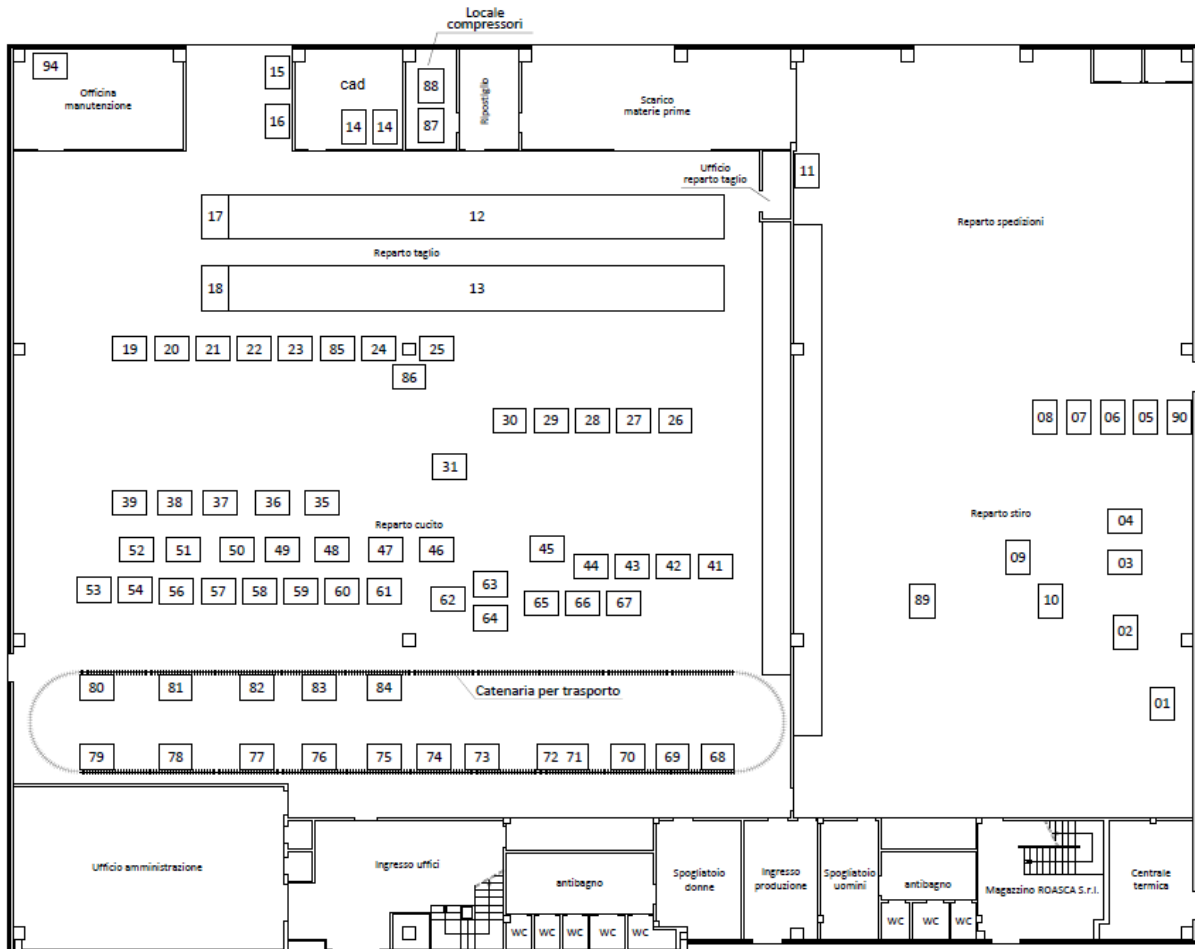 Locale
compressori
94
Officina
manutenzione
15
16
cad
14 14
88
87
Ripostiglio
Scarico
materie prime
Ufficio
reparto taglio
11
Reparto spedizioni
17 12
Reparto taglio
18 13
19 20 21 22 23 85 24 25
86
30 29 28 27 26
08 07 06 05 90
31
39 38 37 36 35
Reparto cucito
Reparto stiro
04
52 51 50 49 48 47 46
45
44 43 42 41
09
03
53 54 56 57 58 59 60 61
62
63
64
65 66 67
89
10
02
80 81 82 83 84
Catenaria per trasporto
01
79 78 77 76 75 74 73 72 71 70 69 68
Ufficio amministrazione
Ingresso uffici
antibagno
Spogliatoio
donne
Ingresso
produzione
Spogliatoio
uomini
antibagno
Magazzino ROASCA S.r.l.
Centrale
termica
WC WC WC WC WC
WC WC WC